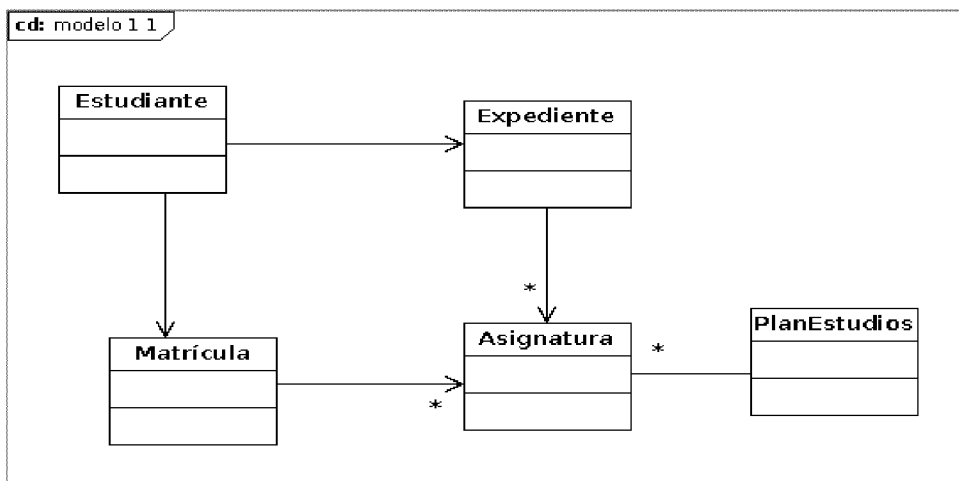 cd: modelo 1 1
Estudiante
Expediente
*
Matrícula
Asignatura
PlanEstudios
*
*